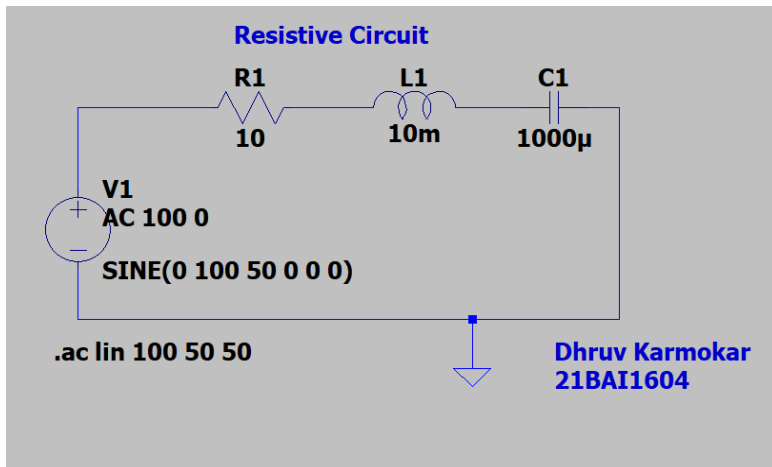 Resistive Circuit
R1
L1
C1
10
10m
1000µ
V1
AC 100 0
SINE(0 100 50 0 0 0)
.ac lin 100 50 50
Dhruv Karmokar
21BAI1604